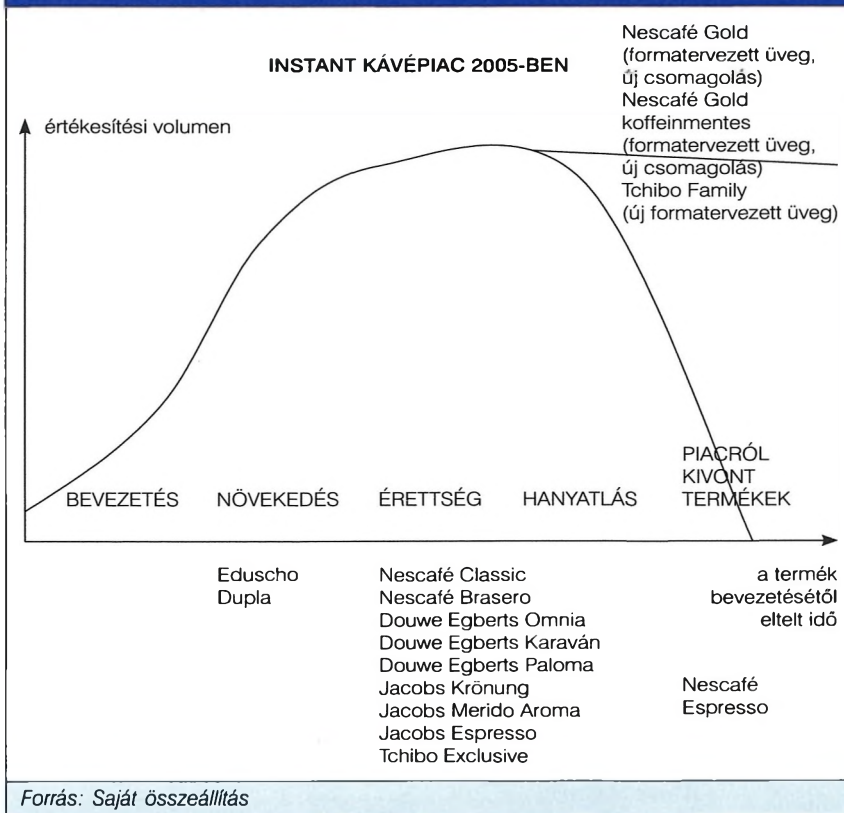 INSTANT KÁVÉPIAC 2005-BEN
Nescafé Gold
(formatervezett üveg,
új csomagolás)
Nescafé Gold
koffeinmentes
(formatervezett üveg,
új csomagolás)
Tchibo Family
(új formatervezett üveg)
értékesítési volumen
BEVEZETÉS
NÖVEKEDÉS
ÉRETTSÉG
HANYATLÁS
PIACRÓL
KIVONT
TERMÉKEK
Eduscho
Dupla
Nescafé Classic
Nescafé Brasero
Douwe Egberts Omnia
Douwe Egberts Karaván
Douwe Egberts Paloma
Jacobs Krönung
Jacobs Merido Aroma
Jacobs Espresso
Tchibo Exclusive
a termék
bevezetésétől
eltelt idő
Nescafé
Espresso
Forrás: Saját összeállítás